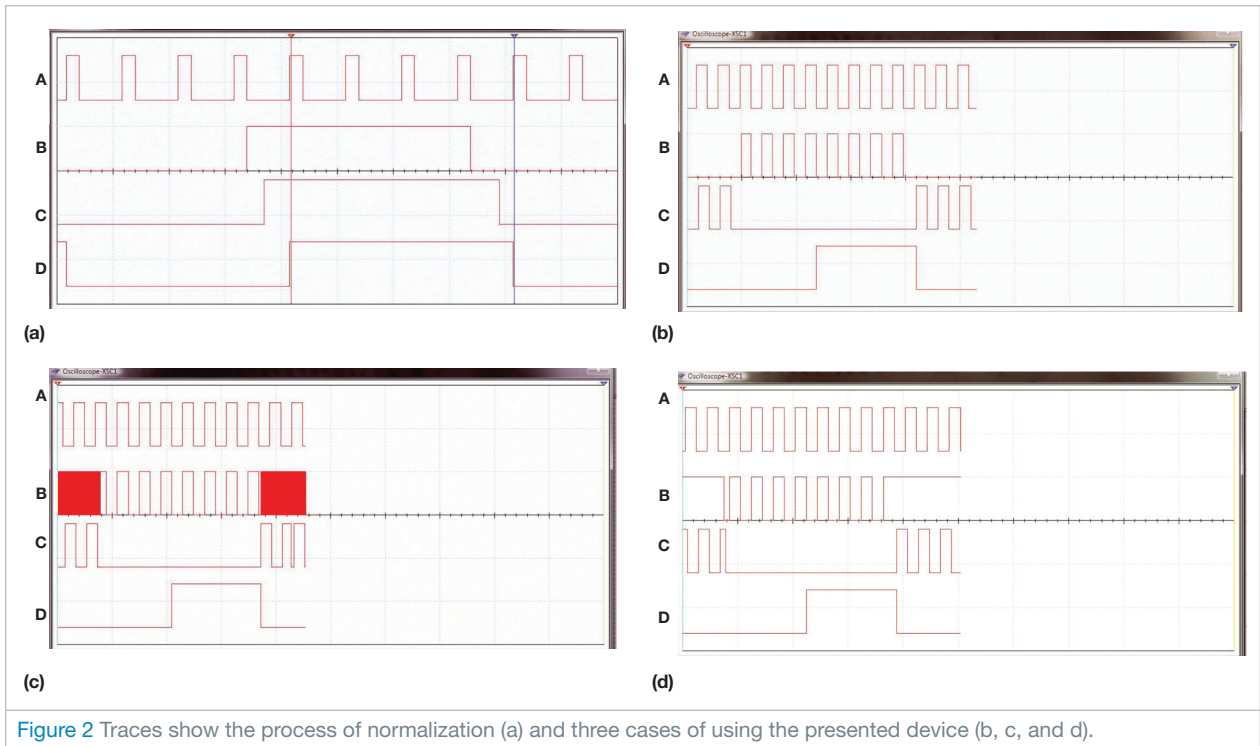 A
B
C
D
(a)
Oscilloscope-XSC1
A
B
C
D
(b)
Oscilloscope-XSC1
A
B
C
D
(c)
Oscilloscope-XSC1
A
B
C
D
(d)
Figure 2 Traces show the process of normalization (a) and three cases of using the presented device (b, c, and d).